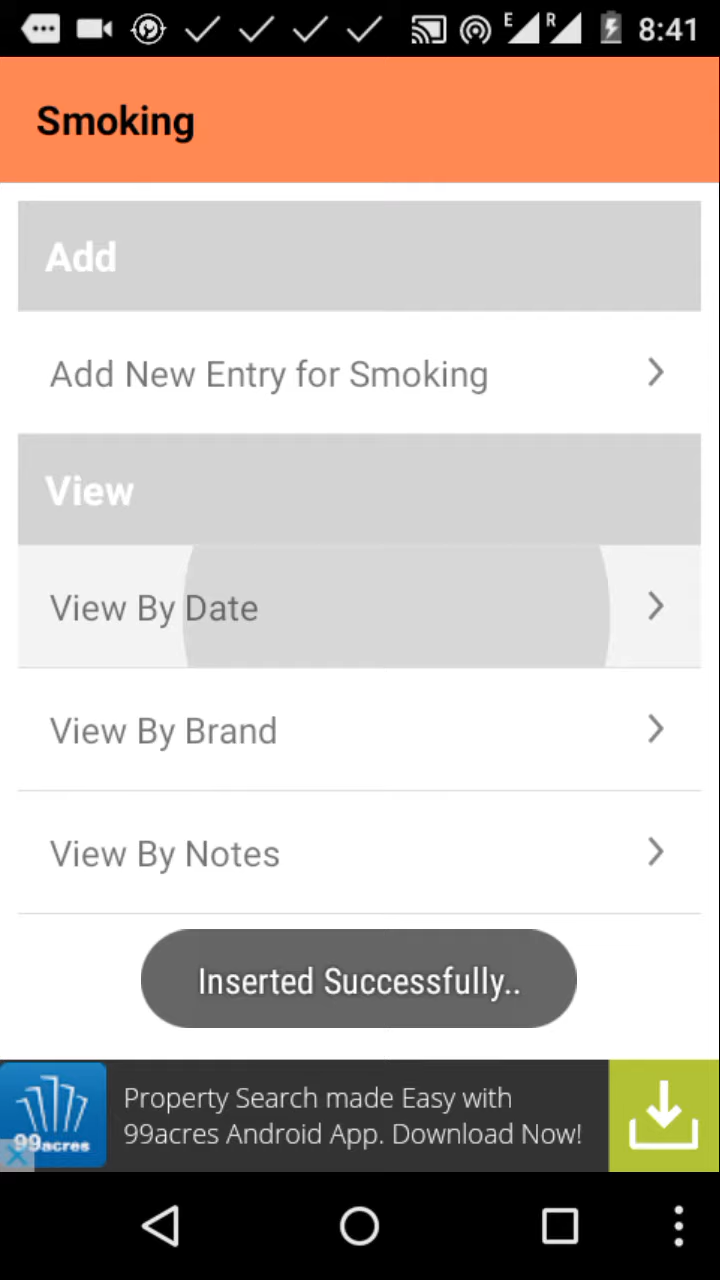 E R 8:41
Smoking
Add
Add New Entry for Smoking
View
View By Date
View By Brand
View By Notes
Inserted Successfully..
Property Search made Easy with
99acres Android App. Download Now!
99acres